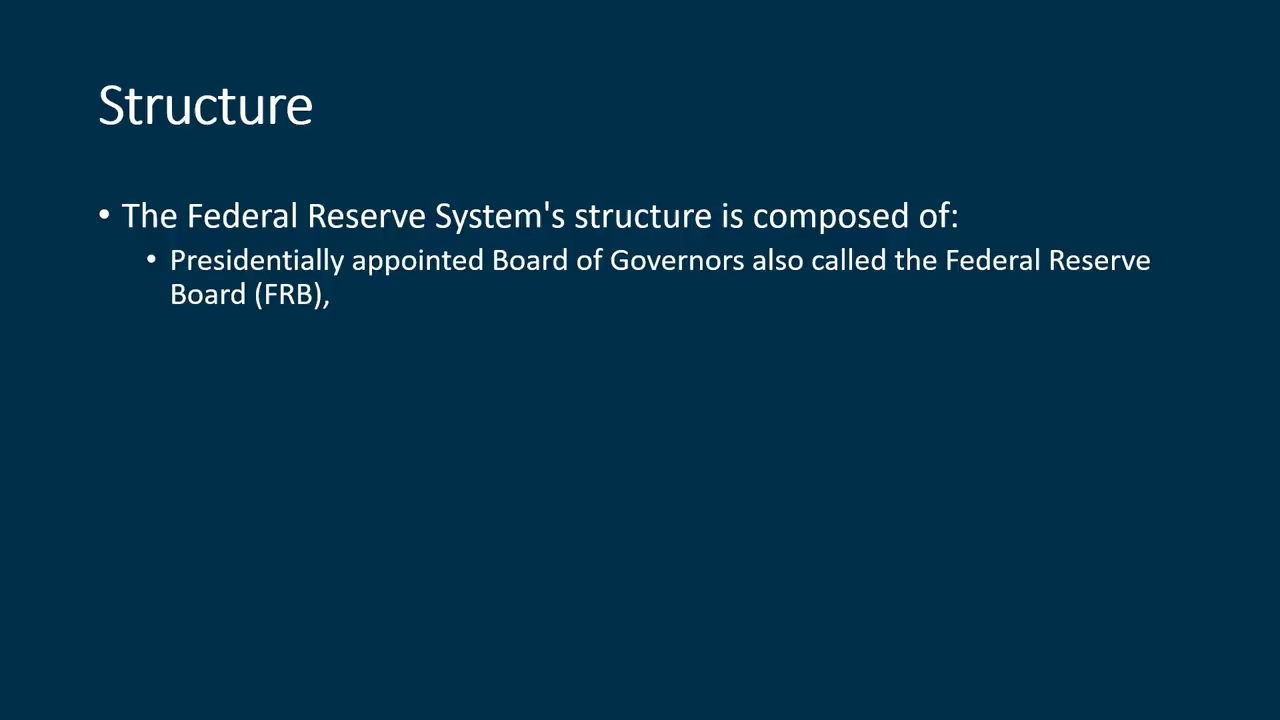 Structure
• The Federal Reserve System's structure is composed of:
• Presidentially appointed Board of Governors also called the Federal Reserve
Board (FRB),